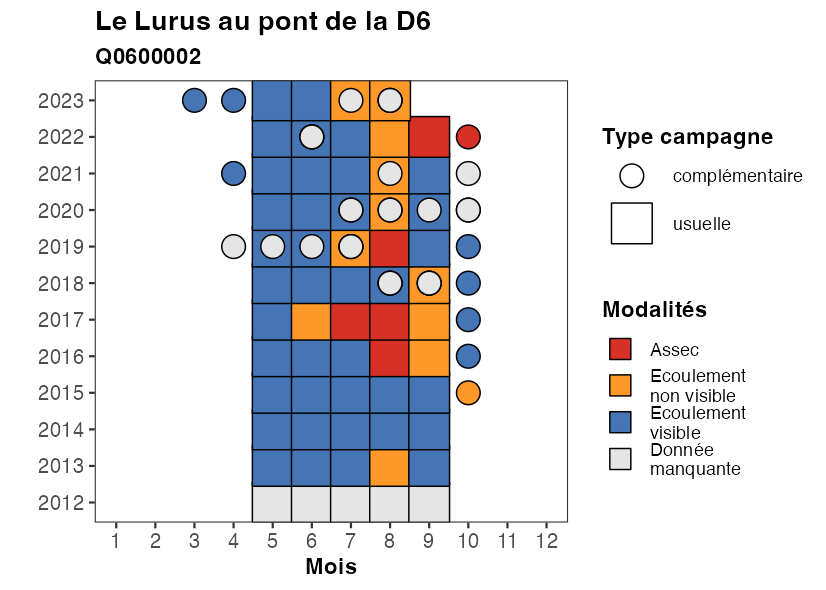 Le Lurus au pont de la D6
Q0600002
2023
2022
2021
2020
2019
2018
2017
2016
2015
2014
2013
2012
1 2 3 4 5 6 7 8 9 10 11 12
Mois
Type campagne
complémentaire
usuelle
Modalités
Assec
Ecoulement
non visible
Ecoulement
visible
Donnée
manquante